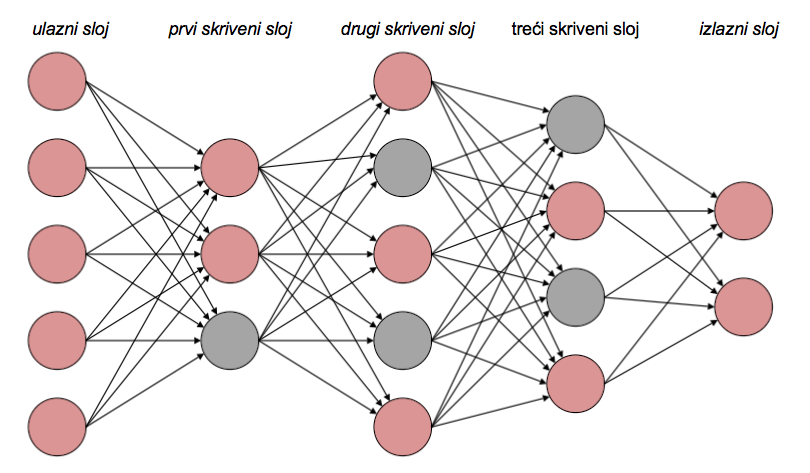 ulazni sloj
prvi skriveni sloj
drugi skriveni sloj
treći skriveni sloj
izlazni sloj